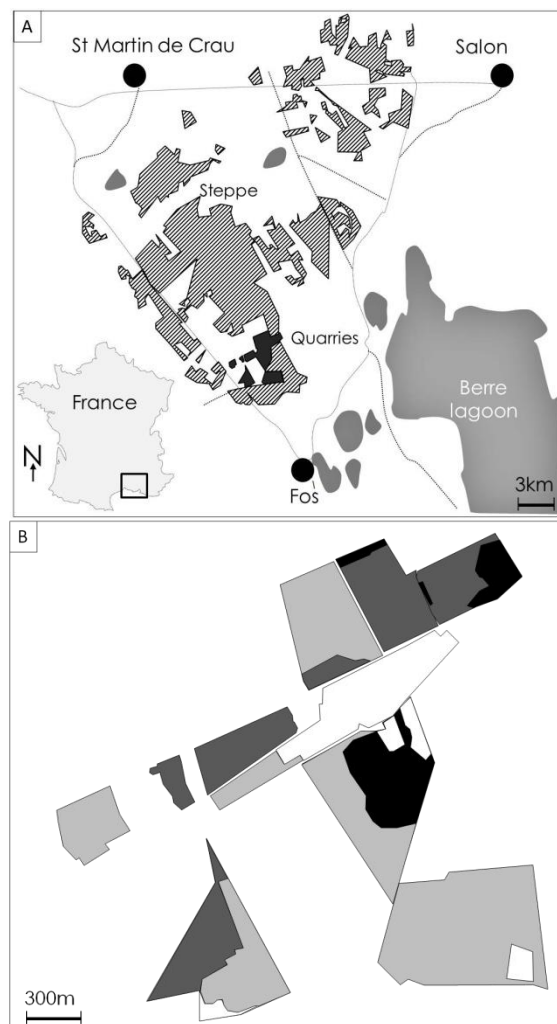 A
St Martin de Crau
Salon
Steppe
Quarries
France
Berre
lagoon
N
Fos
3km
B
300m